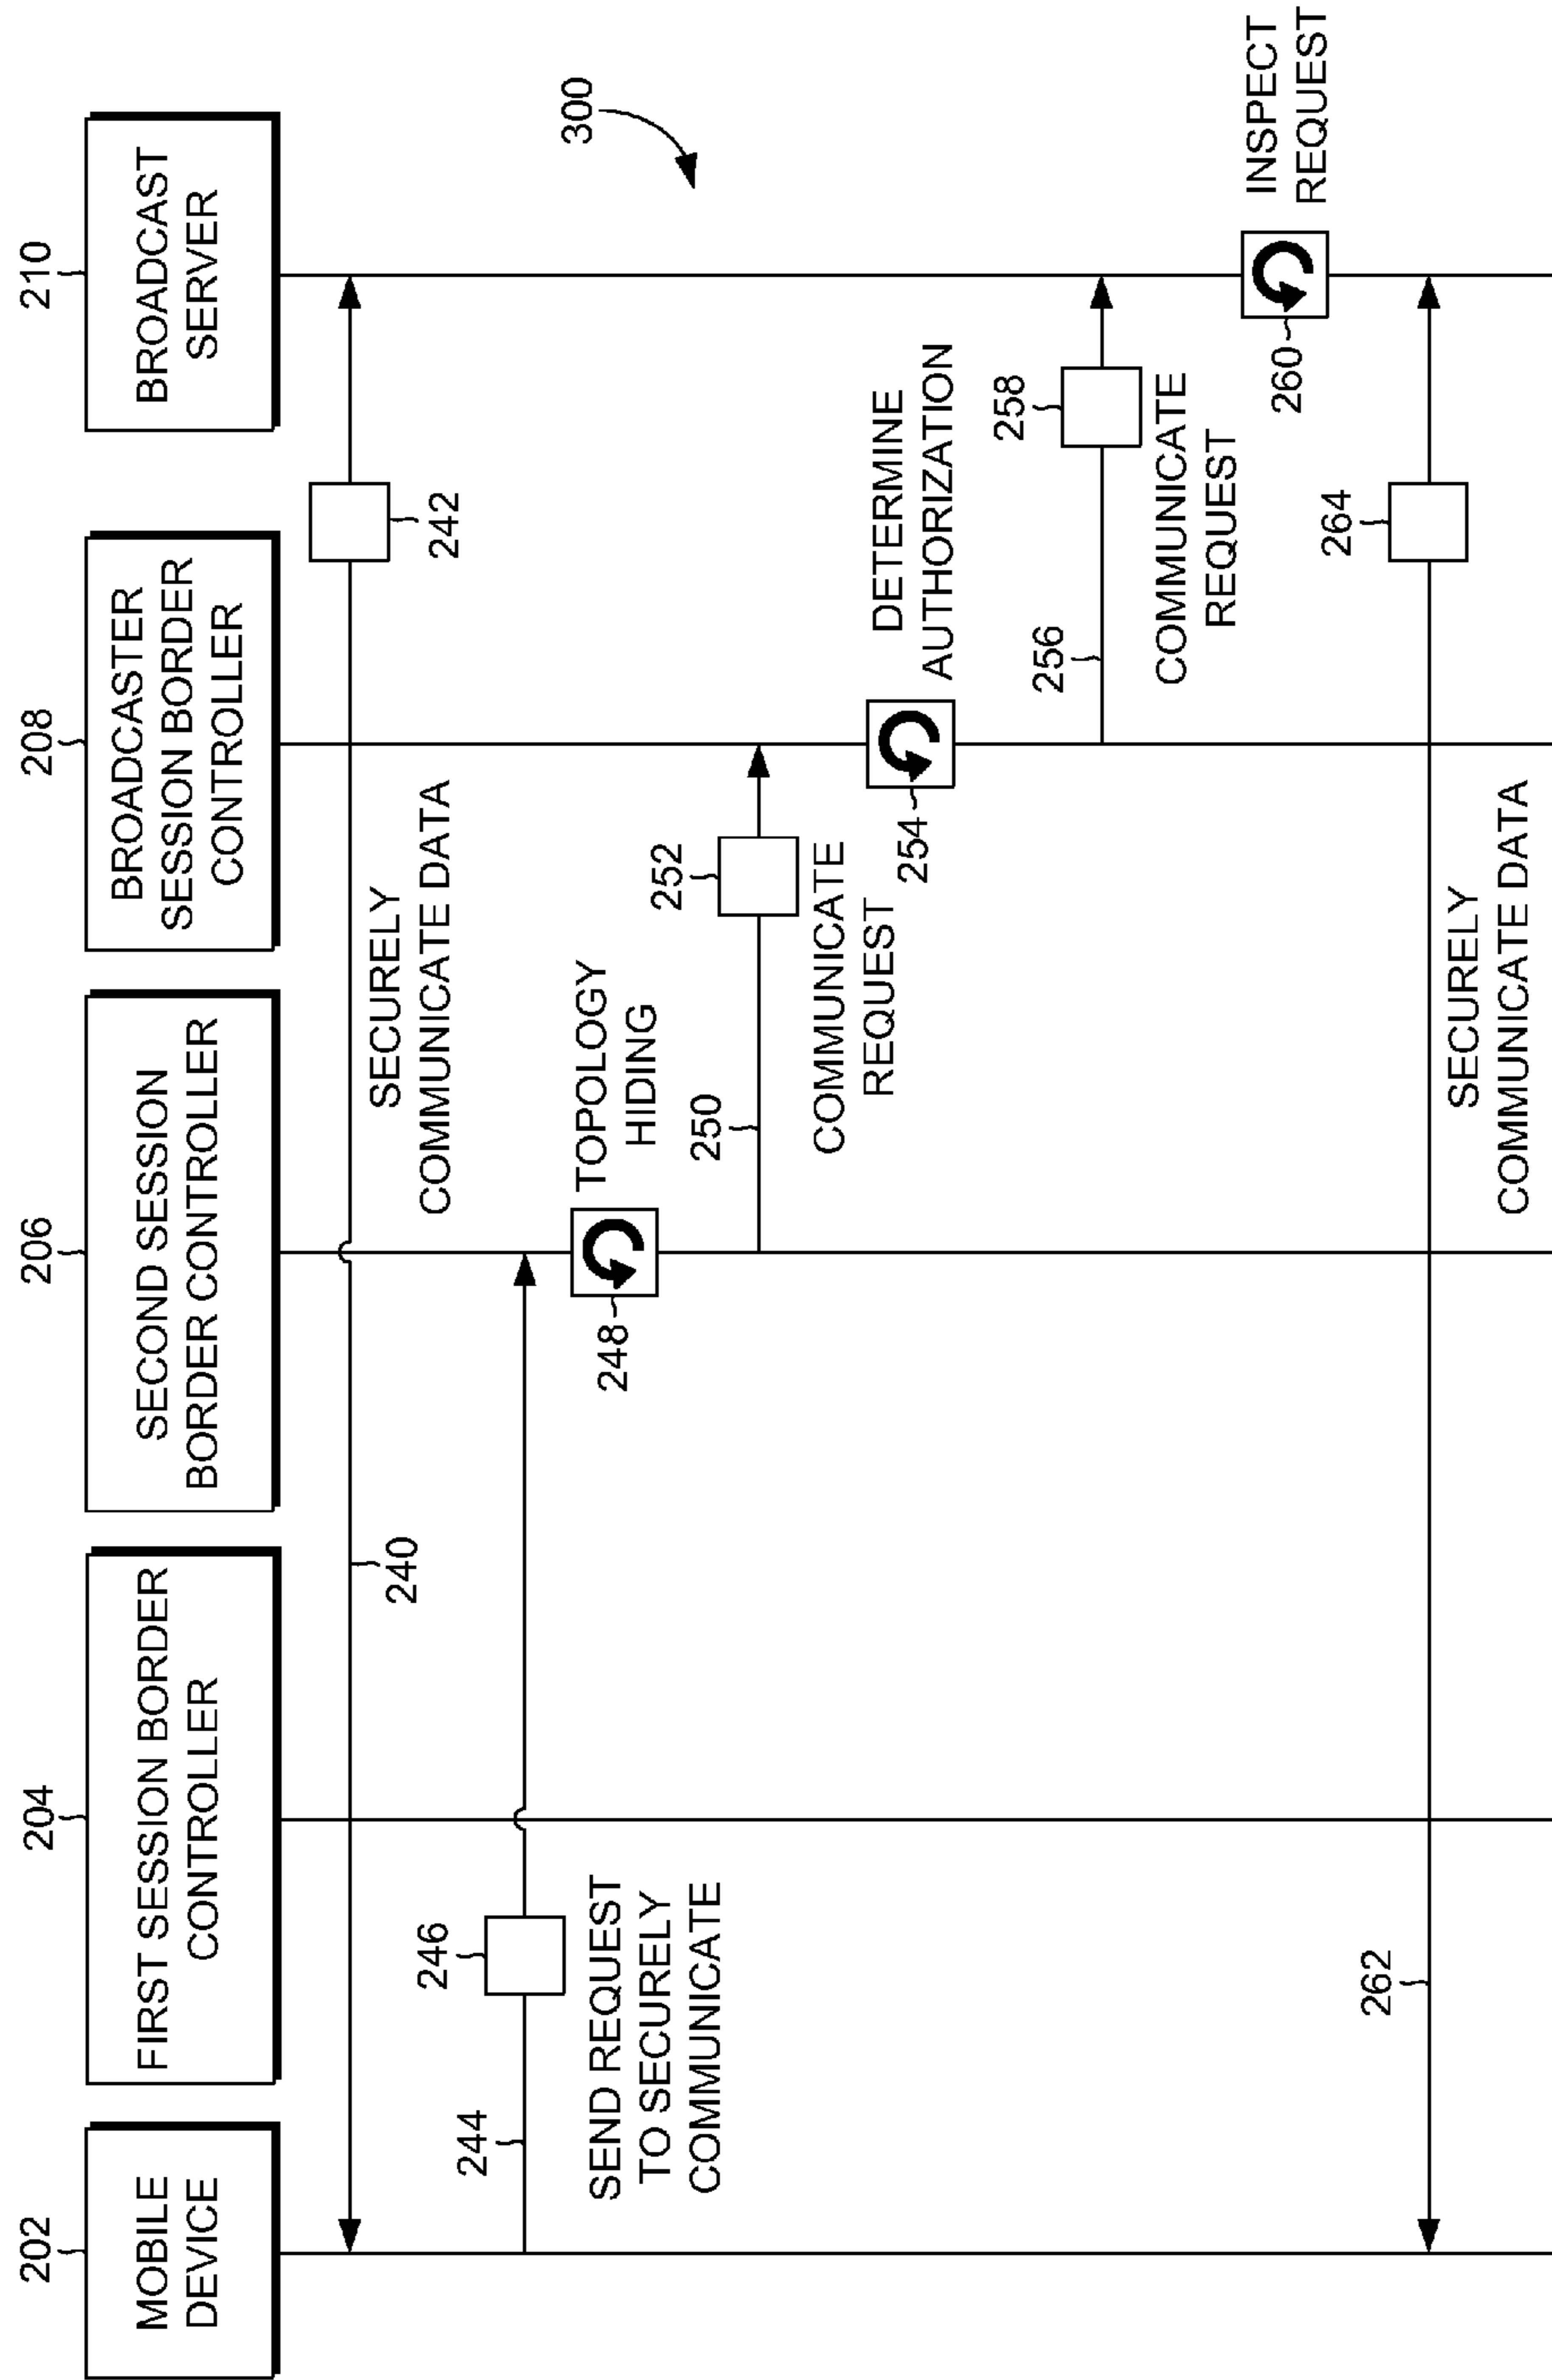 202
MOBILE
DEVICE
204
FIRST SESSION BORDER
CONTROLLER
206
SECOND SESSION
BORDER CONTROLLER
208
BROADCASTER
SESSION BORDER
CONTROLLER
210
BROADCAST
SERVER
242
240
SECURELY
COMMUNICATE DATA
244
246
SEND REQUEST
TO SECURELY
COMMUNICATE
300
248
TOPOLOGY
HIDING
250
252
COMMUNICATE
REQUEST
254
DETERMINE
AUTHORIZATION
256
258
COMMUNICATE
REQUEST
260
INSPECT
REQUEST
262
264
SECURELY
COMMUNICATE DATA